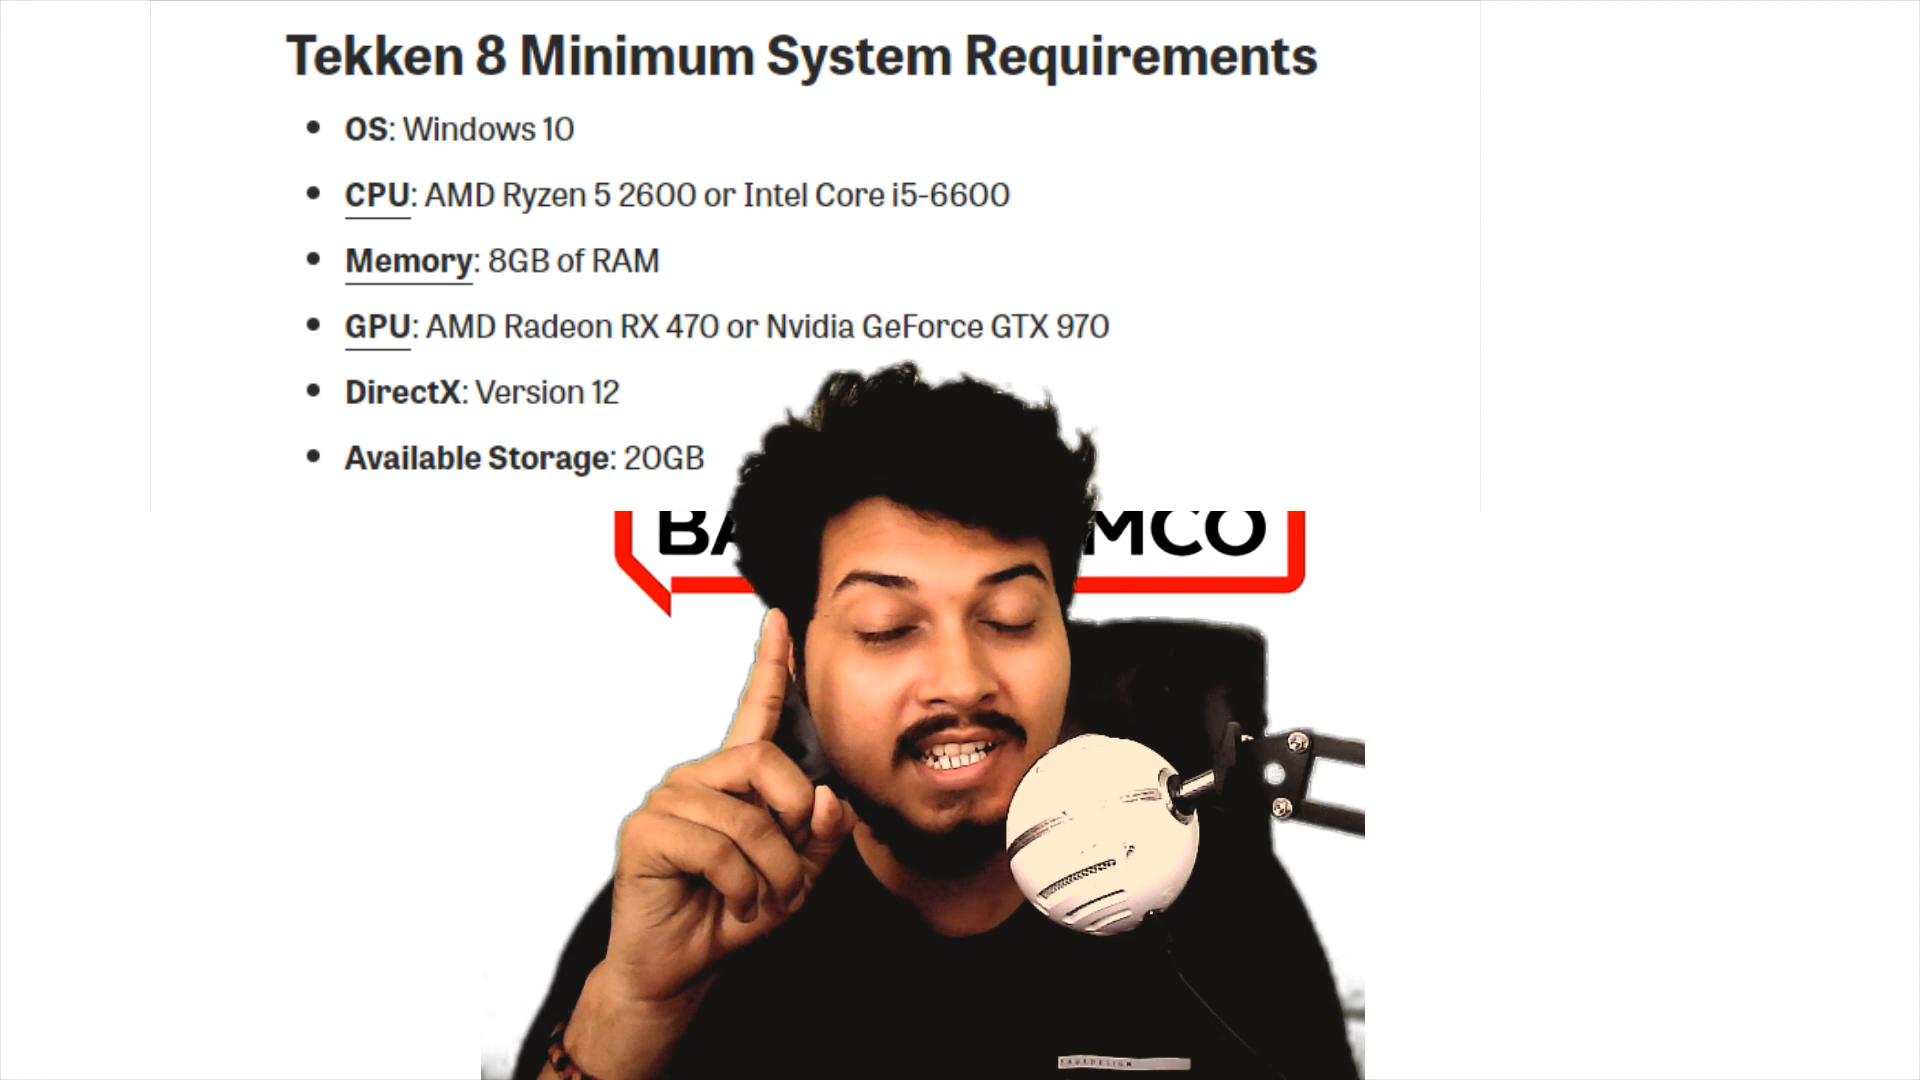 Tekken 8 Minimum System Requirements
OS: Windows 10
CPU: AMD Ryzen 5 2600 or Intel Core i5-6600
Memory: 8GB of RAM
GPU: AMD Radeon RX 470 or Nvidia GeForce GTX 970
DirectX: Version 12
Available Storage: 20GB
BA MCO